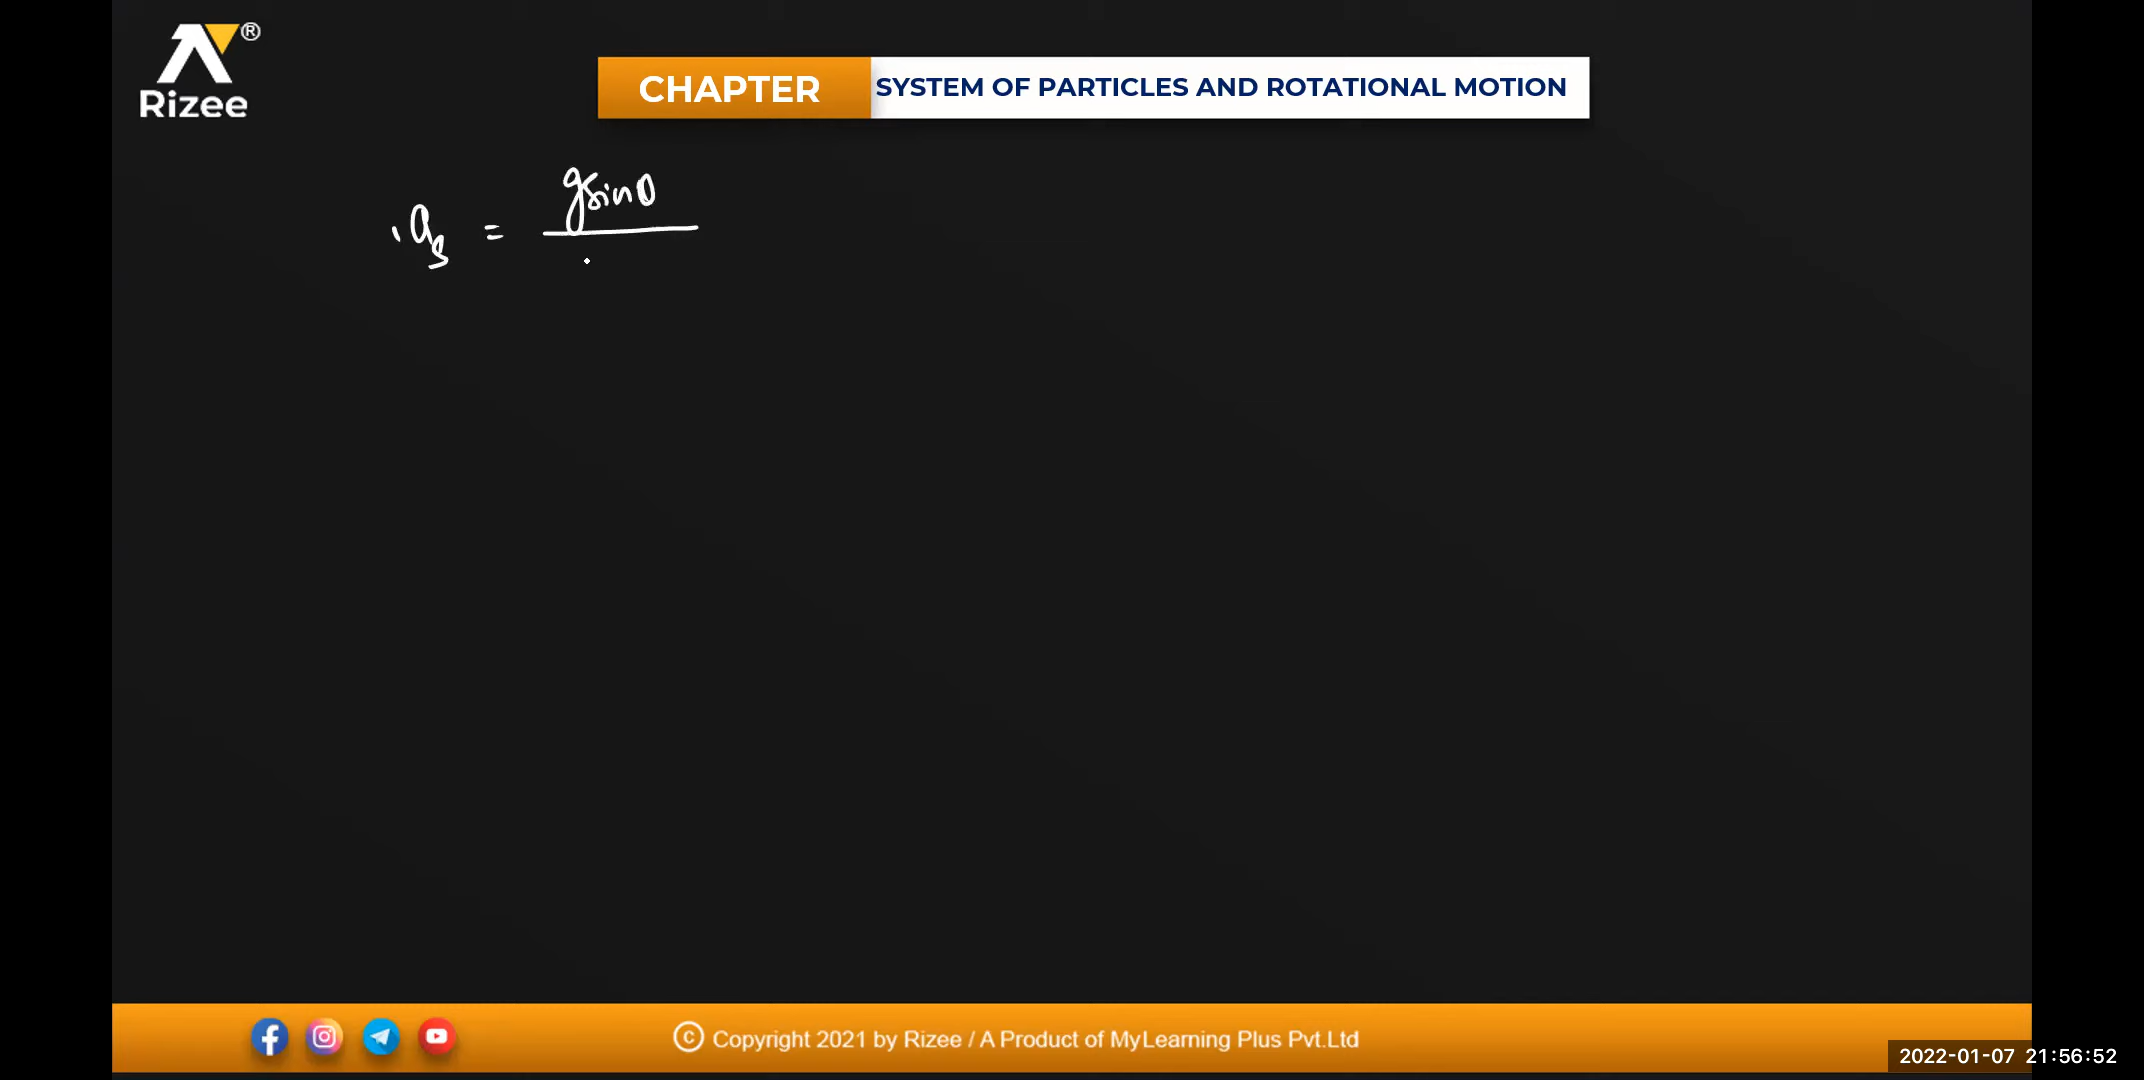 Rizee ®
CHAPTER SYSTEM OF PARTICLES AND ROTATIONAL MOTION
gsinθ
a =
© Copyright 2021 by Rizee / A Product of MyLearning Plus Pvt.Ltd
2022-01-07 21:56:52